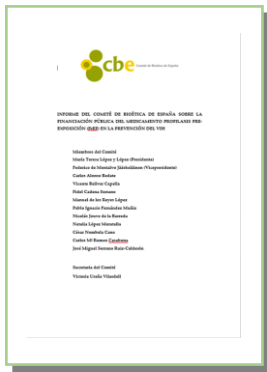 cbe Comité de Bioética de España
INFORME DEL COMITÉ DE BIOÉTICA DE ESPAÑA SOBRE LA
FINANCIACIÓN PÚBLICA DEL MEDICAMENTO PROFILAXIS PRE-
EXPOSICIÓN (PrEP) EN LA PREVENCIÓN DEL VIH
Miembros del Comité
María Teresa López y López (Presidenta)
Federico de Montalvo Jääskeläinen (Vicepresidente)
Carlos Alonso Bedate
Vicente Bellver Capella
Fidel Cadena Serrano
Manuel de los Reyes López
Pablo Ignacio Fernández Muñiz
Nicolás Jouve de la Barreda
Natalia López Moratalla
César Nombela Cano
Carlos Mª Romeo Casabona
José Miguel Serrano Ruiz-Calderón
Secretaria del Comité
Victoria Ureña Vilardell